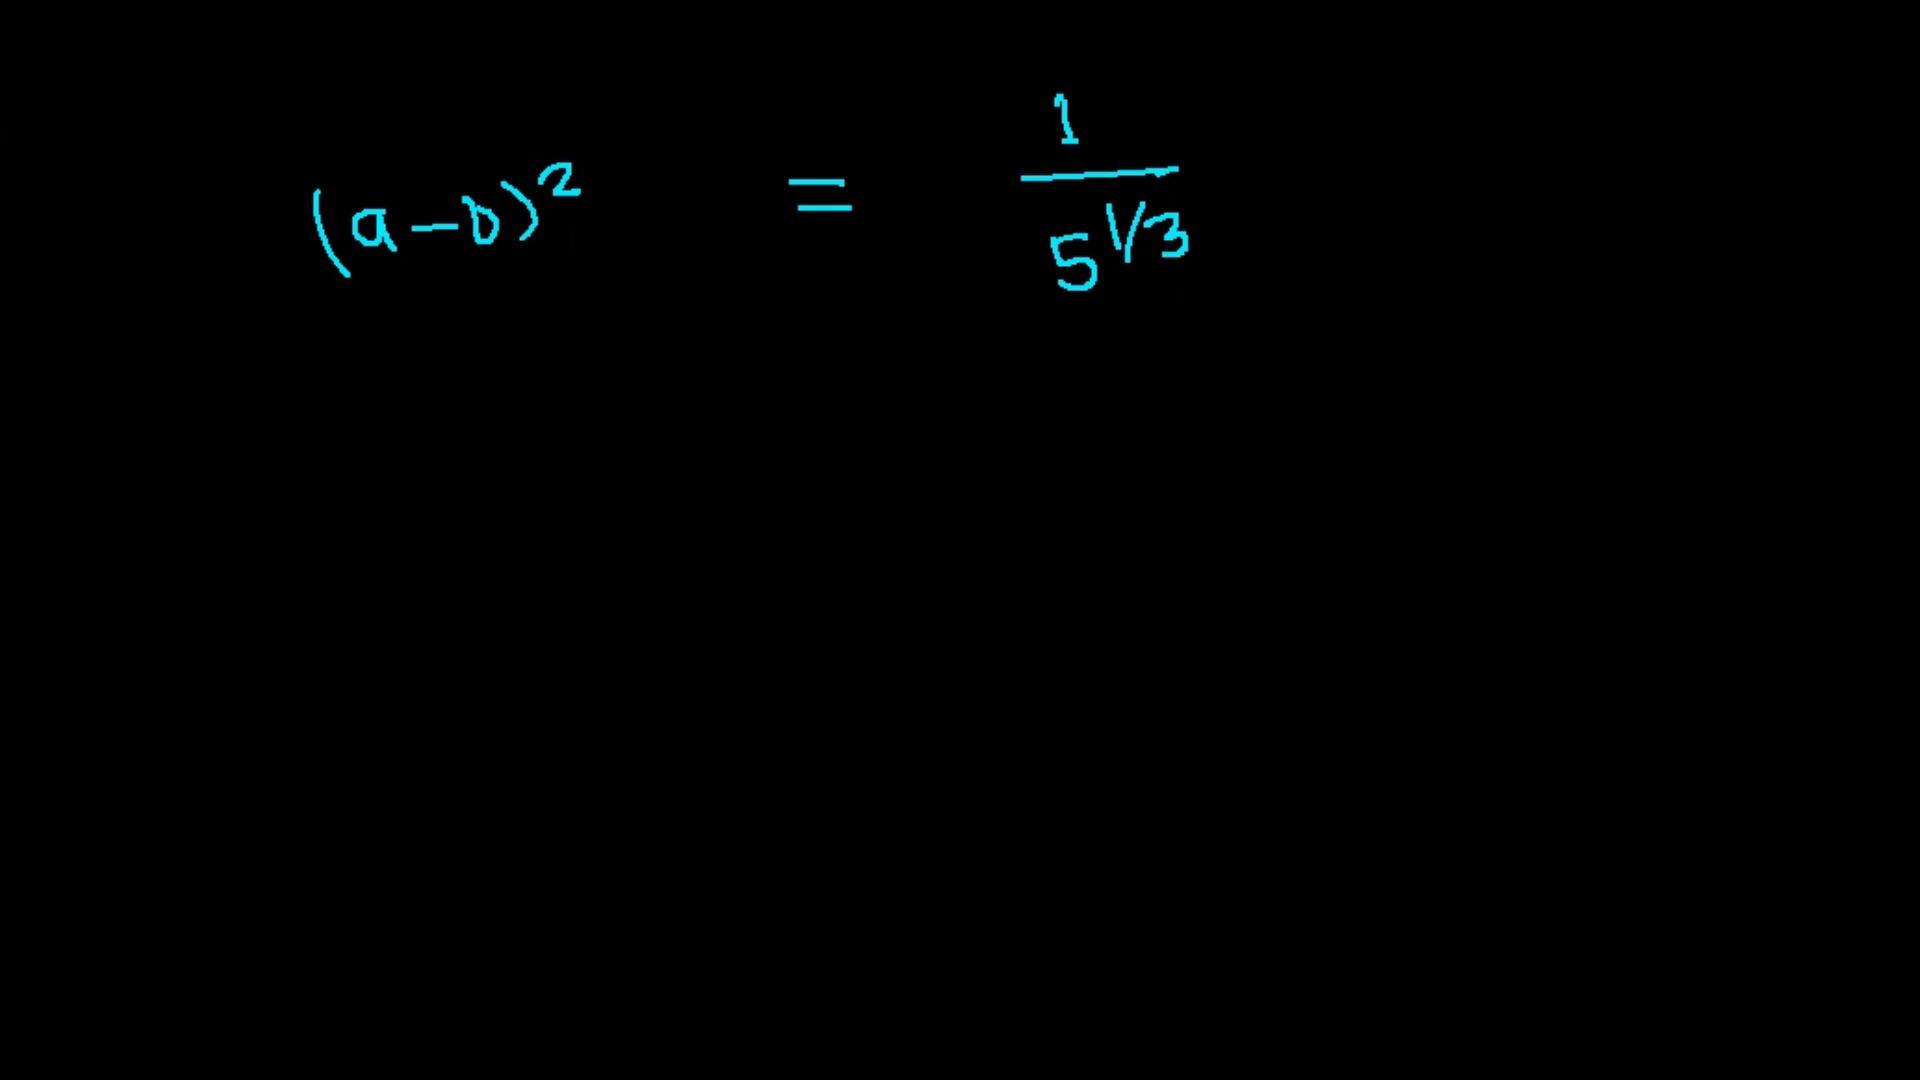 (a-b)² = 1/5^1/3